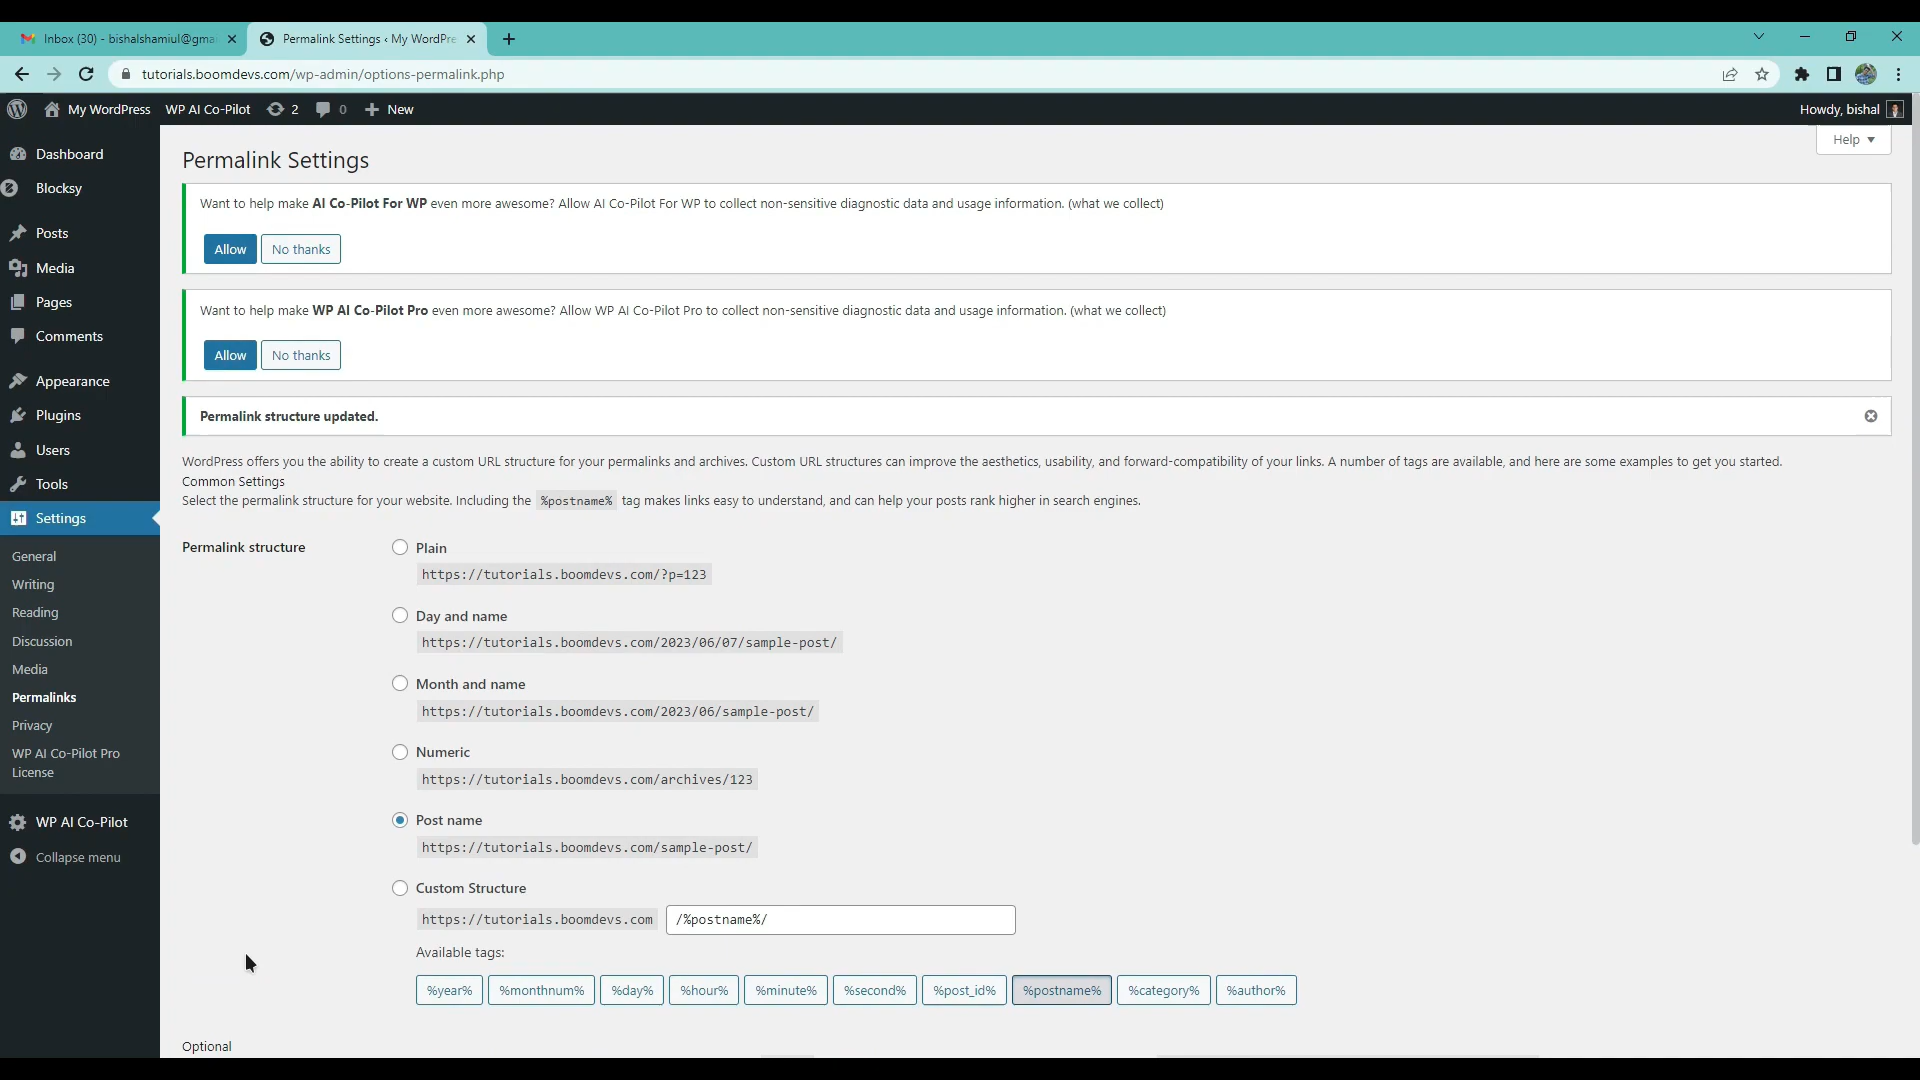 Inbox (30) - bishalshamiul@gma
Permalink Settings ‹ My WordPre
tutorials.boomdevs.com/wp-admin/options-permalink.php
My WordPress
WP AI Co-Pilot
2
0
New
Howdy, bishal
Help
Dashboard
Blocksy
Posts
Media
Pages
Comments
Appearance
Plugins
Users
Tools
Settings
General
Writing
Reading
Discussion
Media
Permalinks
Privacy
WP AI Co-Pilot Pro
License
WP AI Co-Pilot
Collapse menu
Permalink Settings
Want to help make AI Co-Pilot For WP even more awesome? Allow AI Co-Pilot For WP to collect non-sensitive diagnostic data and usage information. (what we collect)
Allow
No thanks
Want to help make WP AI Co-Pilot Pro even more awesome? Allow WP AI Co-Pilot Pro to collect non-sensitive diagnostic data and usage information. (what we collect)
Allow
No thanks
Permalink structure updated.
WordPress offers you the ability to create a custom URL structure for your permalinks and archives. Custom URL structures can improve the aesthetics, usability, and forward-compatibility of your links. A number of tags are available, and here are some examples to get you started.
Common Settings
Select the permalink structure for your website. Including the %postname% tag makes links easy to understand, and can help your posts rank higher in search engines.
Permalink structure
Plain
https://tutorials.boomdevs.com/?p=123
Day and name
https://tutorials.boomdevs.com/2023/06/07/sample-post/
Month and name
https://tutorials.boomdevs.com/2023/06/sample-post/
Numeric
https://tutorials.boomdevs.com/archives/123
Post name
https://tutorials.boomdevs.com/sample-post/
Custom Structure
https://tutorials.boomdevs.com
/%postname%/
Available tags:
%year%
%monthnum%
%day%
%hour%
%minute%
%second%
%post_id%
%postname%
%category%
%author%
Optional